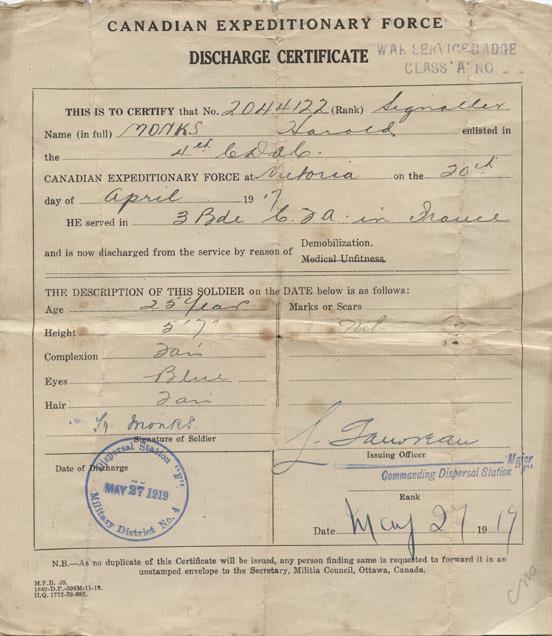 CANADIAN EXPEDITIONARY FORCE
DISCHARGE CERTIFICATE
WAR SERVICE BADGE
CLASS "A" NO
THIS IS TO CERTIFY that No. 2044122 (Rank) Signaller
Name (in full) MONKS Harold enlisted in
the 4th
CANADIAN EXPEDITIONARY FORCE at Victoria on the 20th
day of April 1917
HE served in 3 Bde C.F.A. in France
and is now discharged from the service by reason of Demobilization.
Medical Unfitness.
THE DESCRIPTION OF THIS SOLDIER on the DATE below is as follows:
Age 25 Year
Height 5' 7"
Complexion Fair
Eyes Blue
Hair Fair
Marks or Scars
Nil
H. Monks.
Signature of Soldier
Date of Discharge
Dispersal Station "F"
MAY 27 1919
Military District No. 4
Issuing Officer
Major
Commanding Dispersal Station
Rank
Date May 27 1919
N.B.—As no duplicate of this Certificate will be issued, any person finding same is requested to forward it in an
unstamped envelope to the Secretary, Militia Council, Ottawa, Canada.
M.F.B. 39.
H.Q. 1772-39-882.